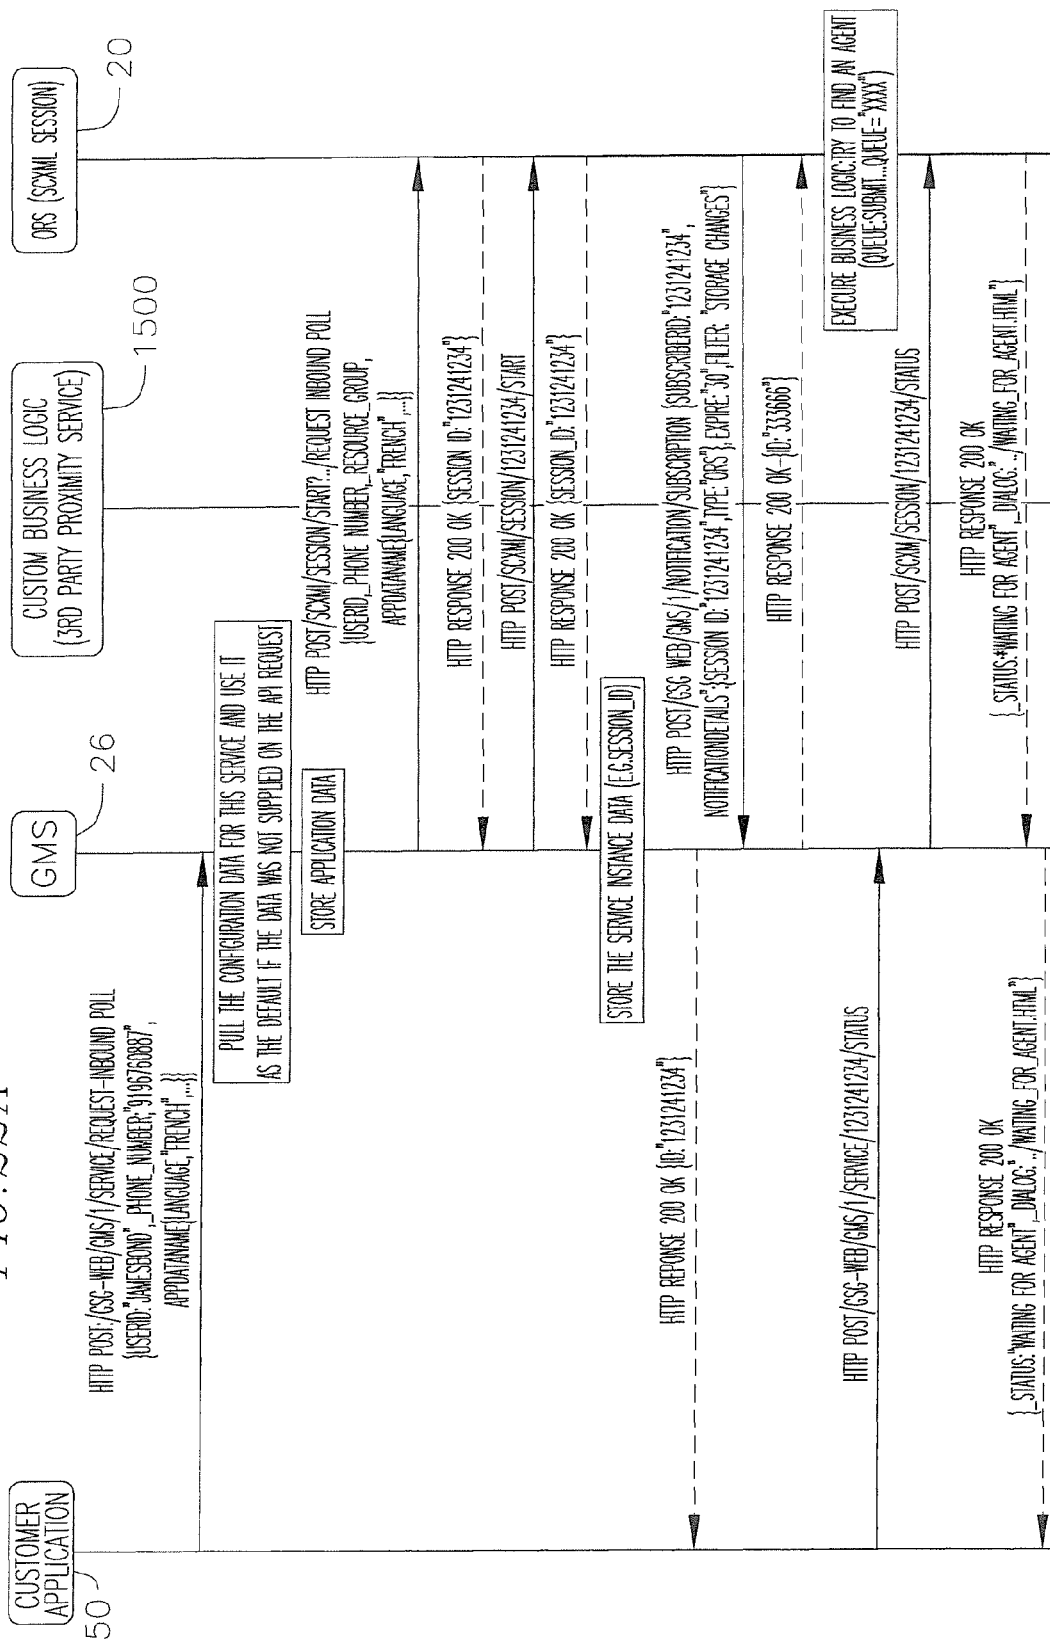 CUSTOMER
APPLICATION
50
GMS
26
CUSTOM BUSINESS LOGIC
(3RD PARTY PROXIMITY SERVICE)
1500
ORS (SCXML SESSION)
20
HTTP POST:/GSG-WEB/GMS/1/SERVICE/REQUEST-INBOUND POLL
{USERID:"JAMESBOND",_PHONE_NUMBER:"9196760887",
APPDATANAME{LANGUAGE,"FRENCH",...}}
PULL THE CONFIGURATION DATA FOR THIS SERVICE AND USE IT
AS THE DEFAULT IF THE DATA WAS NOT SUPPLIED ON THE API REQUEST
STORE APPLICATION DATA
HTTP POST/SCXMl/SESSION/START?../REQUEST INBOUND POLL
{USERID,_PHONE NUMBER,_RESOURCE_GROUP,
APPDATANAME{LANGUAGE,"FRENCH",...}}
HTTP RESPONSE 200 OK {SESSION ID:"1231241234"}
HTTP POST/SCXMl/SESSION/1231241234/START
HTTP RESPONSE 200 OK {SESSION_ID:"1231241234"}
STORE THE SERVICE INSTANCE DATA (E.G.SESSION_ID)
HTTP POST/GSG WEB/GMS/1/NOTIFICATION/SUBSCRIPTION {SUBSCRIBERID:"1231241234",
NOTIFICATIONDETAILS":{SESSION ID:"1231241234",TYPE:"ORS"},EXPIRE:"30",FILTER: "STORAGE CHANGES"}
HTTP REPONSE 200 OK {ID:"1231241234"}
HTTP RESPONSE 200 OK-{ID:"333666"}
EXECURE BUSINESS LOGIC:TRY TO FIND AN AGENT
(QUEUE:SUBMIT...QUEUE="XXXX")
HTTP POST/GSG-WEB/GMS/1/SERVICE/1231241234/STATUS
HTTP POST/SCXM/SESSION/1231241234/STATUS
HTTP RESPONSE 200 OK
{_STATUS:*WAITING FOR AGENT",_DIALOG:"../WAITING_FOR_AGENT.HTML"}
HTTP RESPONSE 200 OK
{_STATUS:"WAITING FOR AGENT",_DIALOG:"../WAITING_FOR_AGENT.HTML"}